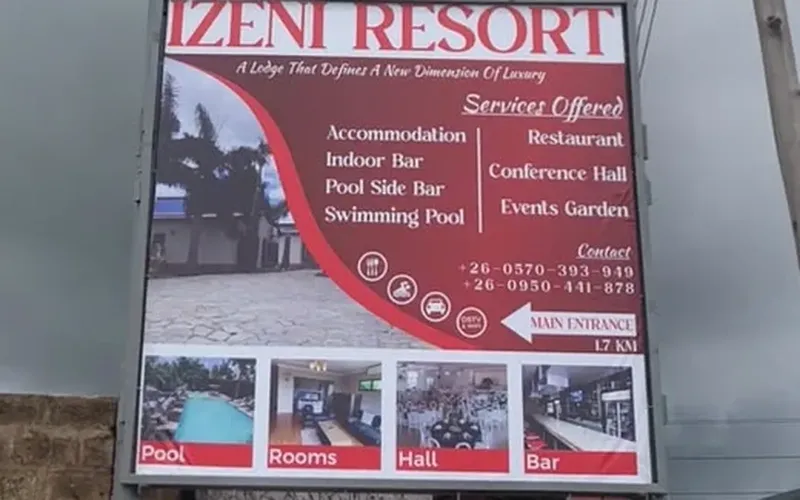 IZENI RESORT
A Lodge That Defines A New Dimension Of Luxury
Services Offered
Accommodation
Indoor Bar
Pool Side Bar
Swimming Pool
Restaurant
Conference Hall
Events Garden
Contact
+26-0570-393-949
+26-0950-441-878
DSTV
& WIFI
MAIN ENTRANCE
1.7 KM
Pool
Rooms
Hall
Bar